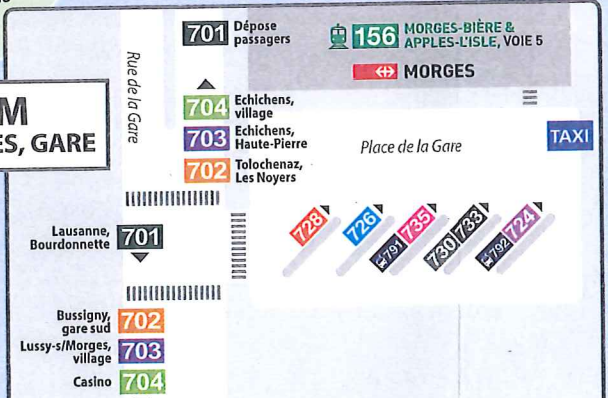 701 Dépose
passagers
156 MORGES-BIÈRE &
APPLES-L'ISLE, VOIE 5
MORGES
Rue de la Gare
M
ES, GARE
704 Echichens,
village
703 Echichens,
Haute-Pierre
702 Tolochenaz,
Les Noyers
Place de la Gare
TAXI
728
726
791 735
730 733
792 724
Lausanne,
Bourdonnette 701
Bussigny,
gare sud 702
Lussy-s/Morges,
village 703
Casino 704